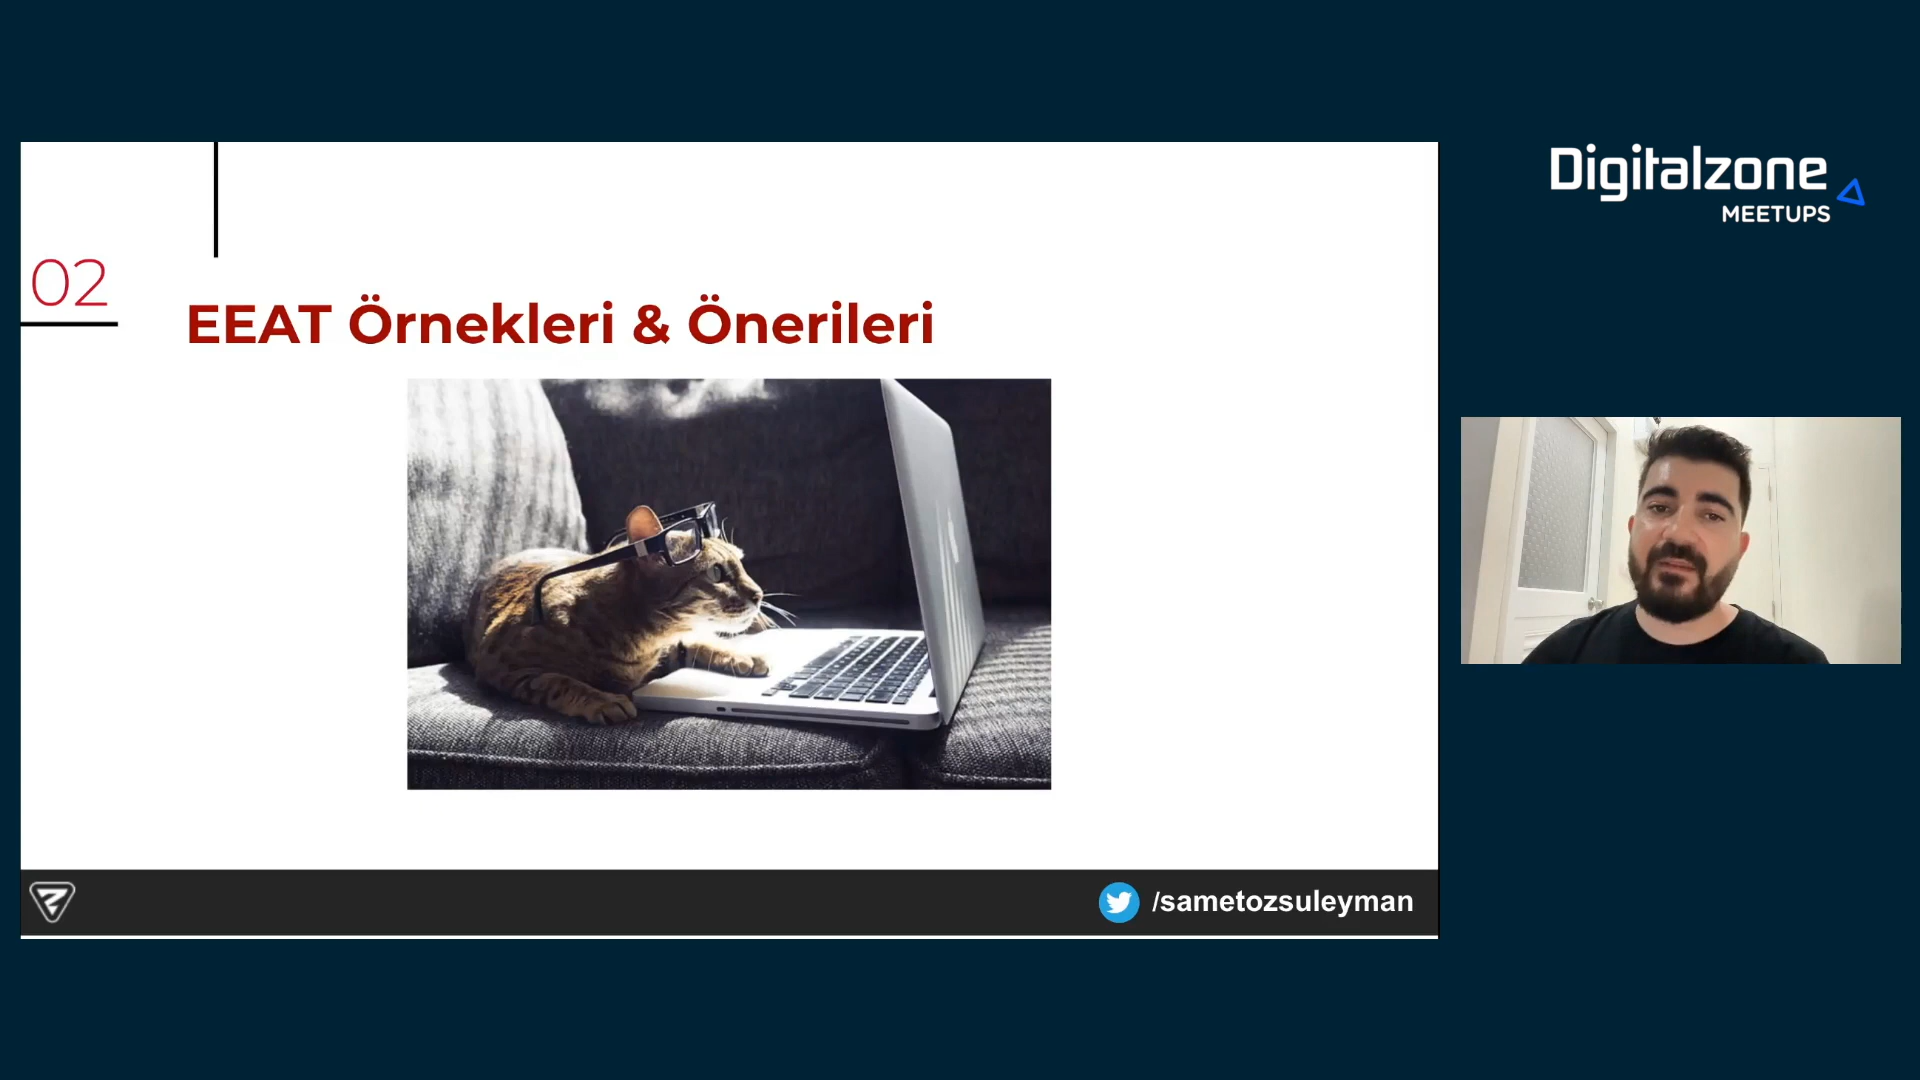 02
EEAT Örnekleri & Önerileri
/sametozsuleyman
Digitalzone
MEETUPS